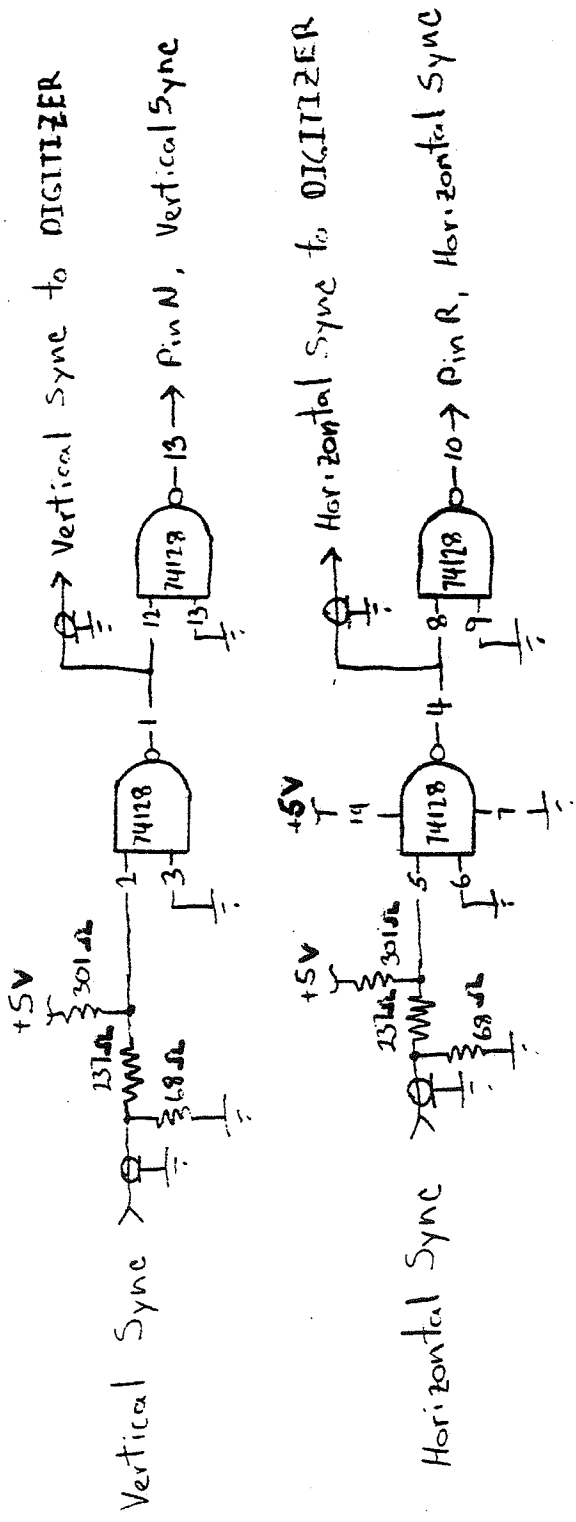 Vertical Sync
+5V
301Ω
237Ω
68Ω
2
3
74128
1
Vertical Sync to DIGITIZER
12
13
74128
13 → Pin N, Vertical Sync
Horizontal Sync
+5V
301Ω
237Ω
68Ω
+5V
14
5
6
74128
7
4
Horizontal Sync to DIGITIZER
8
9
74128
10 → Pin R, Horizontal Sync